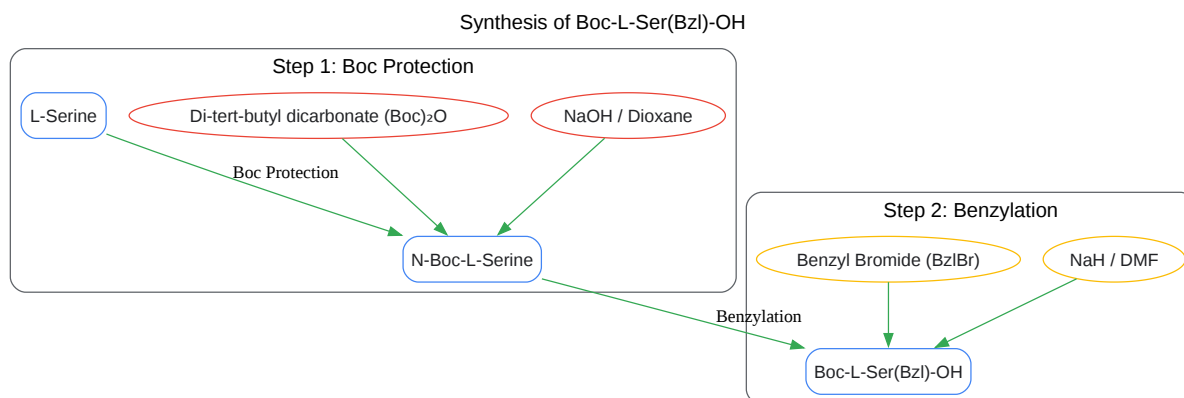 Synthesis of Boc-L-Ser(Bzl)-OH
Step 1: Boc Protection
L-Serine
Di-tert-butyl dicarbonate (Boc)₂O
NaOH / Dioxane
Boc Protection
N-Boc-L-Serine
Step 2: Benzylation
Benzyl Bromide (BzlBr)
NaH / DMF
Benzylation
Boc-L-Ser(Bzl)-OH